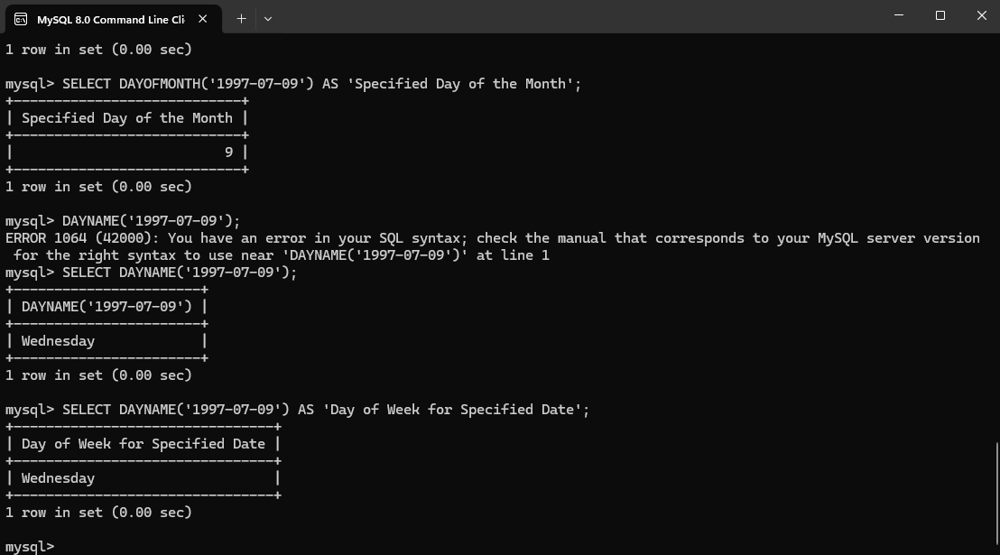 MySQL 8.0 Command Line Cli
1 row in set (0.00 sec)
mysql> SELECT DAYOFMONTH('1997-07-09') AS 'Specified Day of the Month';
+----------------------------+
| Specified Day of the Month |
+----------------------------+
|                          9 |
+----------------------------+
1 row in set (0.00 sec)
mysql> DAYNAME('1997-07-09');
ERROR 1064 (42000): You have an error in your SQL syntax; check the manual that corresponds to your MySQL server version
 for the right syntax to use near 'DAYNAME('1997-07-09')' at line 1
mysql> SELECT DAYNAME('1997-07-09');
+-----------------------+
| DAYNAME('1997-07-09') |
+-----------------------+
| Wednesday             |
+-----------------------+
1 row in set (0.00 sec)
mysql> SELECT DAYNAME('1997-07-09') AS 'Day of Week for Specified Date';
+--------------------------------+
| Day of Week for Specified Date |
+--------------------------------+
| Wednesday                      |
+--------------------------------+
1 row in set (0.00 sec)
mysql>